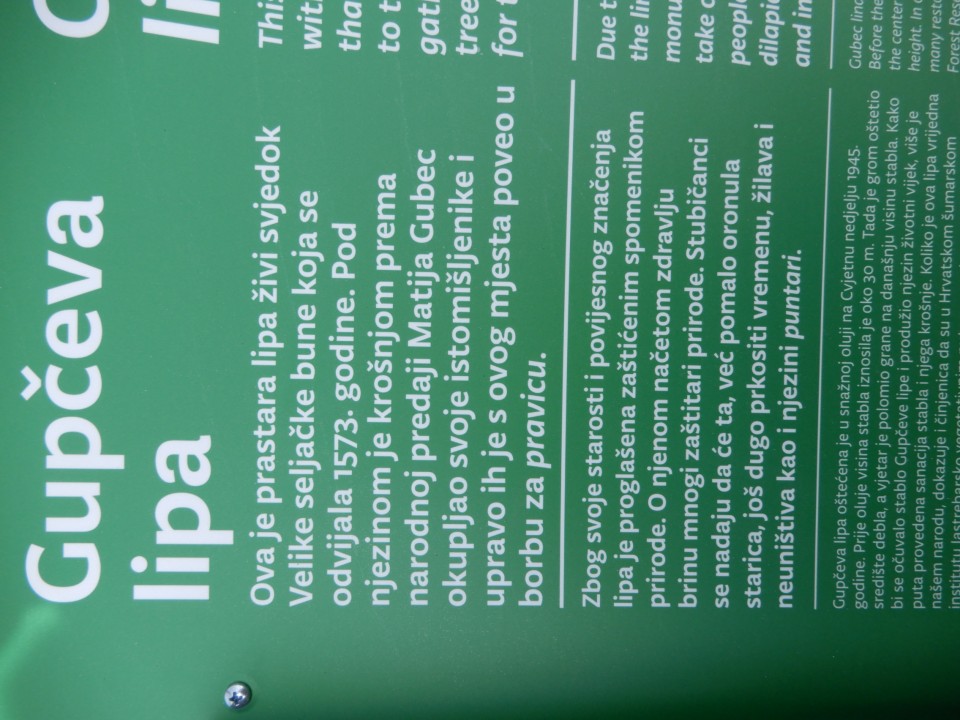 Gupčeva
lipa
Ova je prastara lipa živi svjedok
Velike seljačke bune koja se
odvijala 1573. godine. Pod
njezinom je krošnjom prema
narodnoj predaji Matija Gubec
okupljao svoje istomišljenike i
upravo ih je s ovog mjesta poveo u
borbu za pravicu.
Zbog svoje starosti i povijesnog značenja
lipa je proglašena zaštićenim spomenikom
prirode. O njenom načetom zdravlju
brinu mnogi zaštitari prirode. Stubičanci
se nadaju da će ta, već pomalo oronula
starica, još dugo prkositi vremenu, žilava i
neuništiva kao i njezini puntari.
Gupčeva lipa oštećena je u snažnoj oluji na Cvjetnu nedjelju 1945.
godine. Prije oluje visina stabla iznosila je oko 30 m. Tada je grom oštetio
središte debla, a vjetar je polomio grane na današnju visinu stabla. Kako
bi se očuvalo stablo Gupčeve lipe i produžio njezin životni vijek, više je
puta provedena sanacija stabla i njega krošnje. Koliko je ova lipa vrijedna
našem narodu, dokazuje i činjenica da su u Hrvatskom šumarskom
institutu Jastrebarsko
li
This
with
that
to t
gath
tree
for t
Due t
the lin
monu
take c
people
dilapi
and in
Gubec lind
Before the
the center
height. In o
many resto
Forest Rese